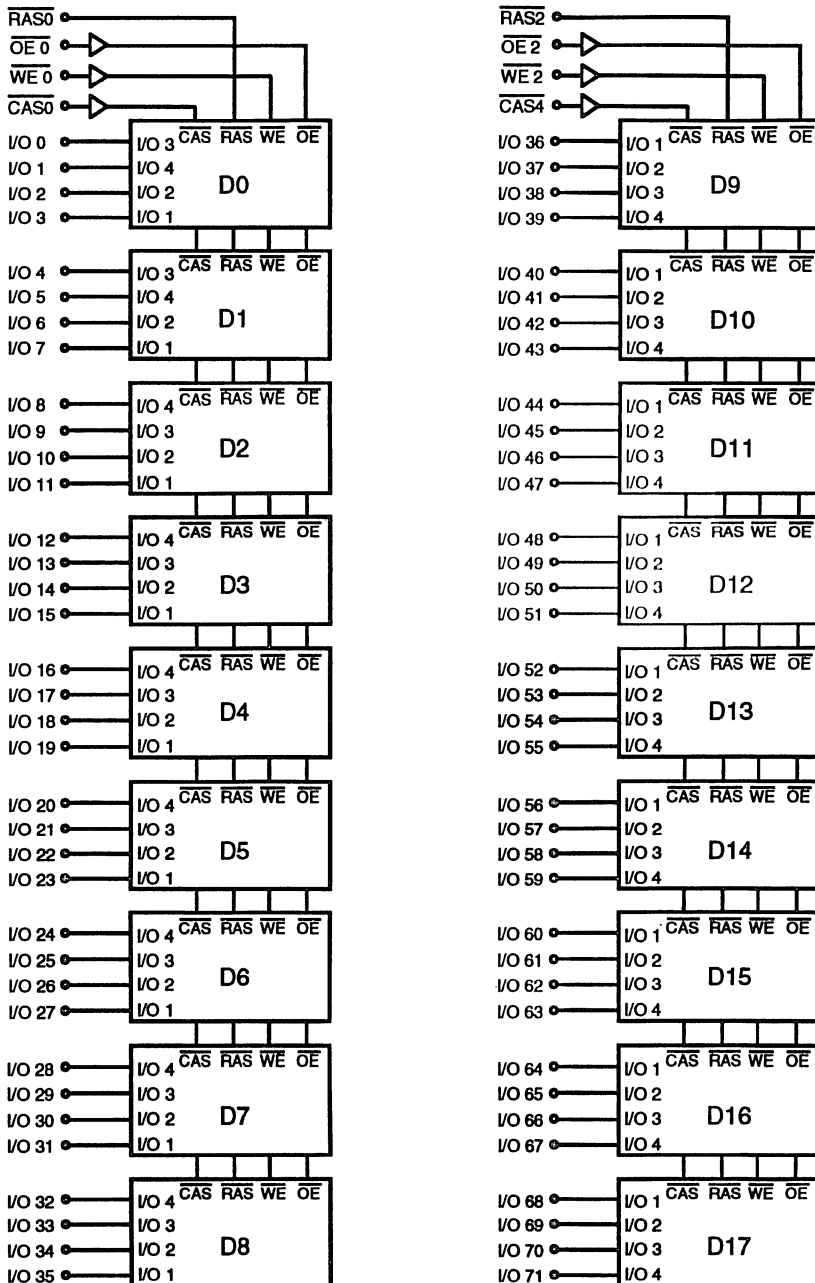 RAS0
OE 0
WE 0
CAS0
CAS RAS WE OE
I/O 0 I/O 3
I/O 1 I/O 4
D0
I/O 2 I/O 2
I/O 3 I/O 1
CAS RAS WE OE
I/O 4 I/O 3
I/O 5 I/O 4
D1
I/O 6 I/O 2
I/O 7 I/O 1
CAS RAS WE OE
I/O 8 I/O 4
I/O 9 I/O 3
D2
I/O 10 I/O 2
I/O 11 I/O 1
CAS RAS WE OE
I/O 12 I/O 4
I/O 13 I/O 3
D3
I/O 14 I/O 2
I/O 15 I/O 1
CAS RAS WE OE
I/O 16 I/O 4
I/O 17 I/O 3
D4
I/O 18 I/O 2
I/O 19 I/O 1
CAS RAS WE OE
I/O 20 I/O 4
I/O 21 I/O 3
D5
I/O 22 I/O 2
I/O 23 I/O 1
CAS RAS WE OE
I/O 24 I/O 4
I/O 25 I/O 3
D6
I/O 26 I/O 2
I/O 27 I/O 1
CAS RAS WE OE
I/O 28 I/O 4
I/O 29 I/O 3
D7
I/O 30 I/O 2
I/O 31 I/O 1
CAS RAS WE OE
I/O 32 I/O 4
I/O 33 I/O 3
D8
I/O 34 I/O 2
I/O 35 I/O 1
RAS2
OE 2
WE 2
CAS4
CAS RAS WE OE
I/O 36 I/O 1
I/O 37 I/O 2
D9
I/O 38 I/O 3
I/O 39 I/O 4
CAS RAS WE OE
I/O 40 I/O 1
I/O 41 I/O 2
D10
I/O 42 I/O 3
I/O 43 I/O 4
CAS RAS WE OE
I/O 44 I/O 1
I/O 45 I/O 2
D11
I/O 46 I/O 3
I/O 47 I/O 4
CAS RAS WE OE
I/O 48 I/O 1
I/O 49 I/O 2
D12
I/O 50 I/O 3
I/O 51 I/O 4
CAS RAS WE OE
I/O 52 I/O 1
I/O 53 I/O 2
D13
I/O 54 I/O 3
I/O 55 I/O 4
CAS RAS WE OE
I/O 56 I/O 1
I/O 57 I/O 2
D14
I/O 58 I/O 3
I/O 59 I/O 4
CAS RAS WE OE
I/O 60 I/O 1
I/O 61 I/O 2
D15
I/O 62 I/O 3
I/O 63 I/O 4
CAS RAS WE OE
I/O 64 I/O 1
I/O 65 I/O 2
D16
I/O 66 I/O 3
I/O 67 I/O 4
CAS RAS WE OE
I/O 68 I/O 1
I/O 69 I/O 2
D17
I/O 70 I/O 3
I/O 71 I/O 4